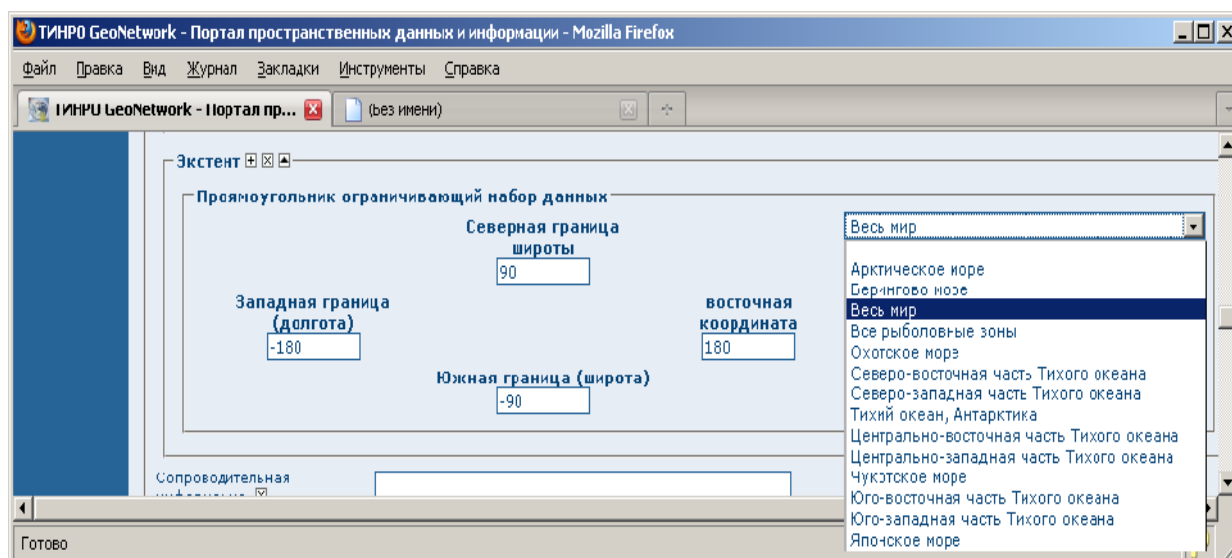 ТИНРО GeoNetwork - Портал пространственных данных и информации - Mozilla Firefox
Файл Правка Вид Журнал Закладки Инструменты Справка
ТИНРО GeoNetwork - Портал пр... (Без имени)
Экстент
Прямоугольник ограничивающий набор данных
Северная граница
широты
90
Западная граница
(долгота)
-180
восточная
координата
180
Южная граница (широта)
-90
Весь мир
Арктическое море
Берингово море
Весь мир
Все рыболовные зоны
Охотское море
Северо-восточная часть Тихого океана
Северо-западная часть Тихого океана
Тихий океан, Антарктика
Центрально-восточная часть Тихого океана
Центрально-западная часть Тихого океана
Чукотское море
Юго-восточная часть Тихого океана
Юго-западная часть Тихого океана
Японское море
Сопроводительная
Готово